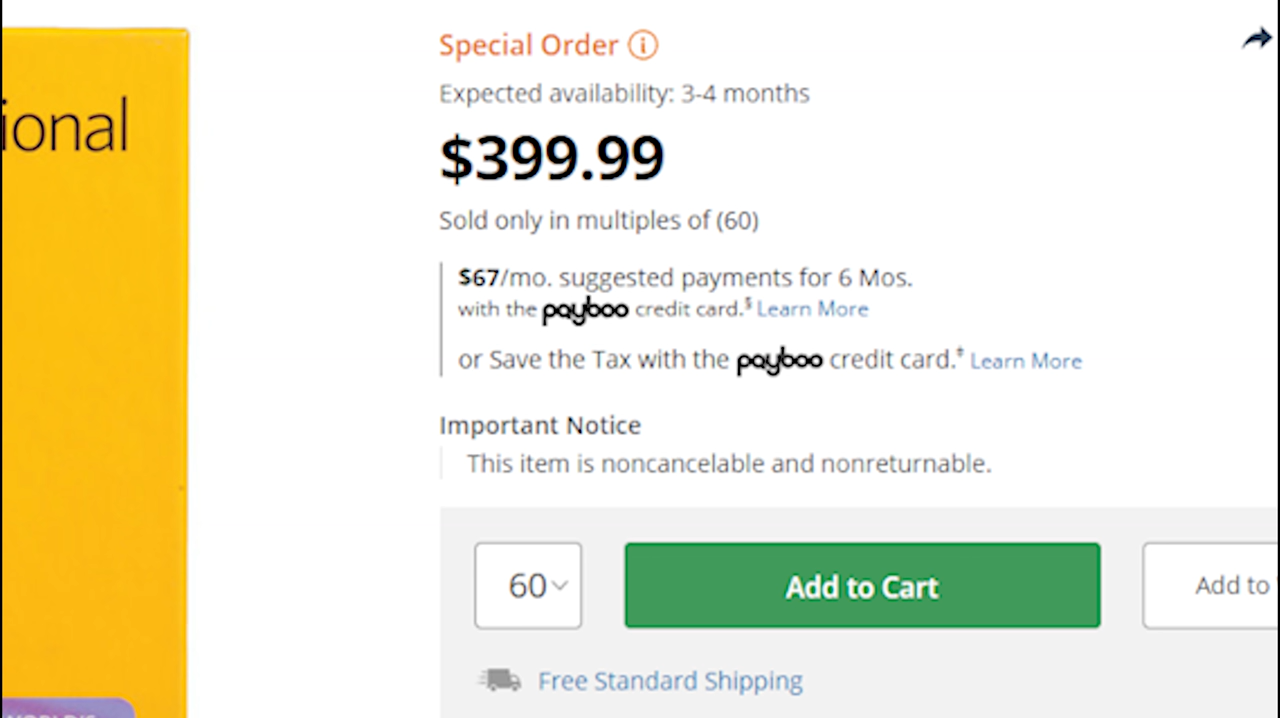 ional
Special Order
Expected availability: 3-4 months
$399.99
Sold only in multiples of (60)
$67/mo. suggested payments for 6 Mos.
with the payboo credit card.§ Learn More
or Save the Tax with the payboo credit card.‡ Learn More
Important Notice
This item is noncancelable and nonreturnable.
60
Add to Cart
Add to
Free Standard Shipping